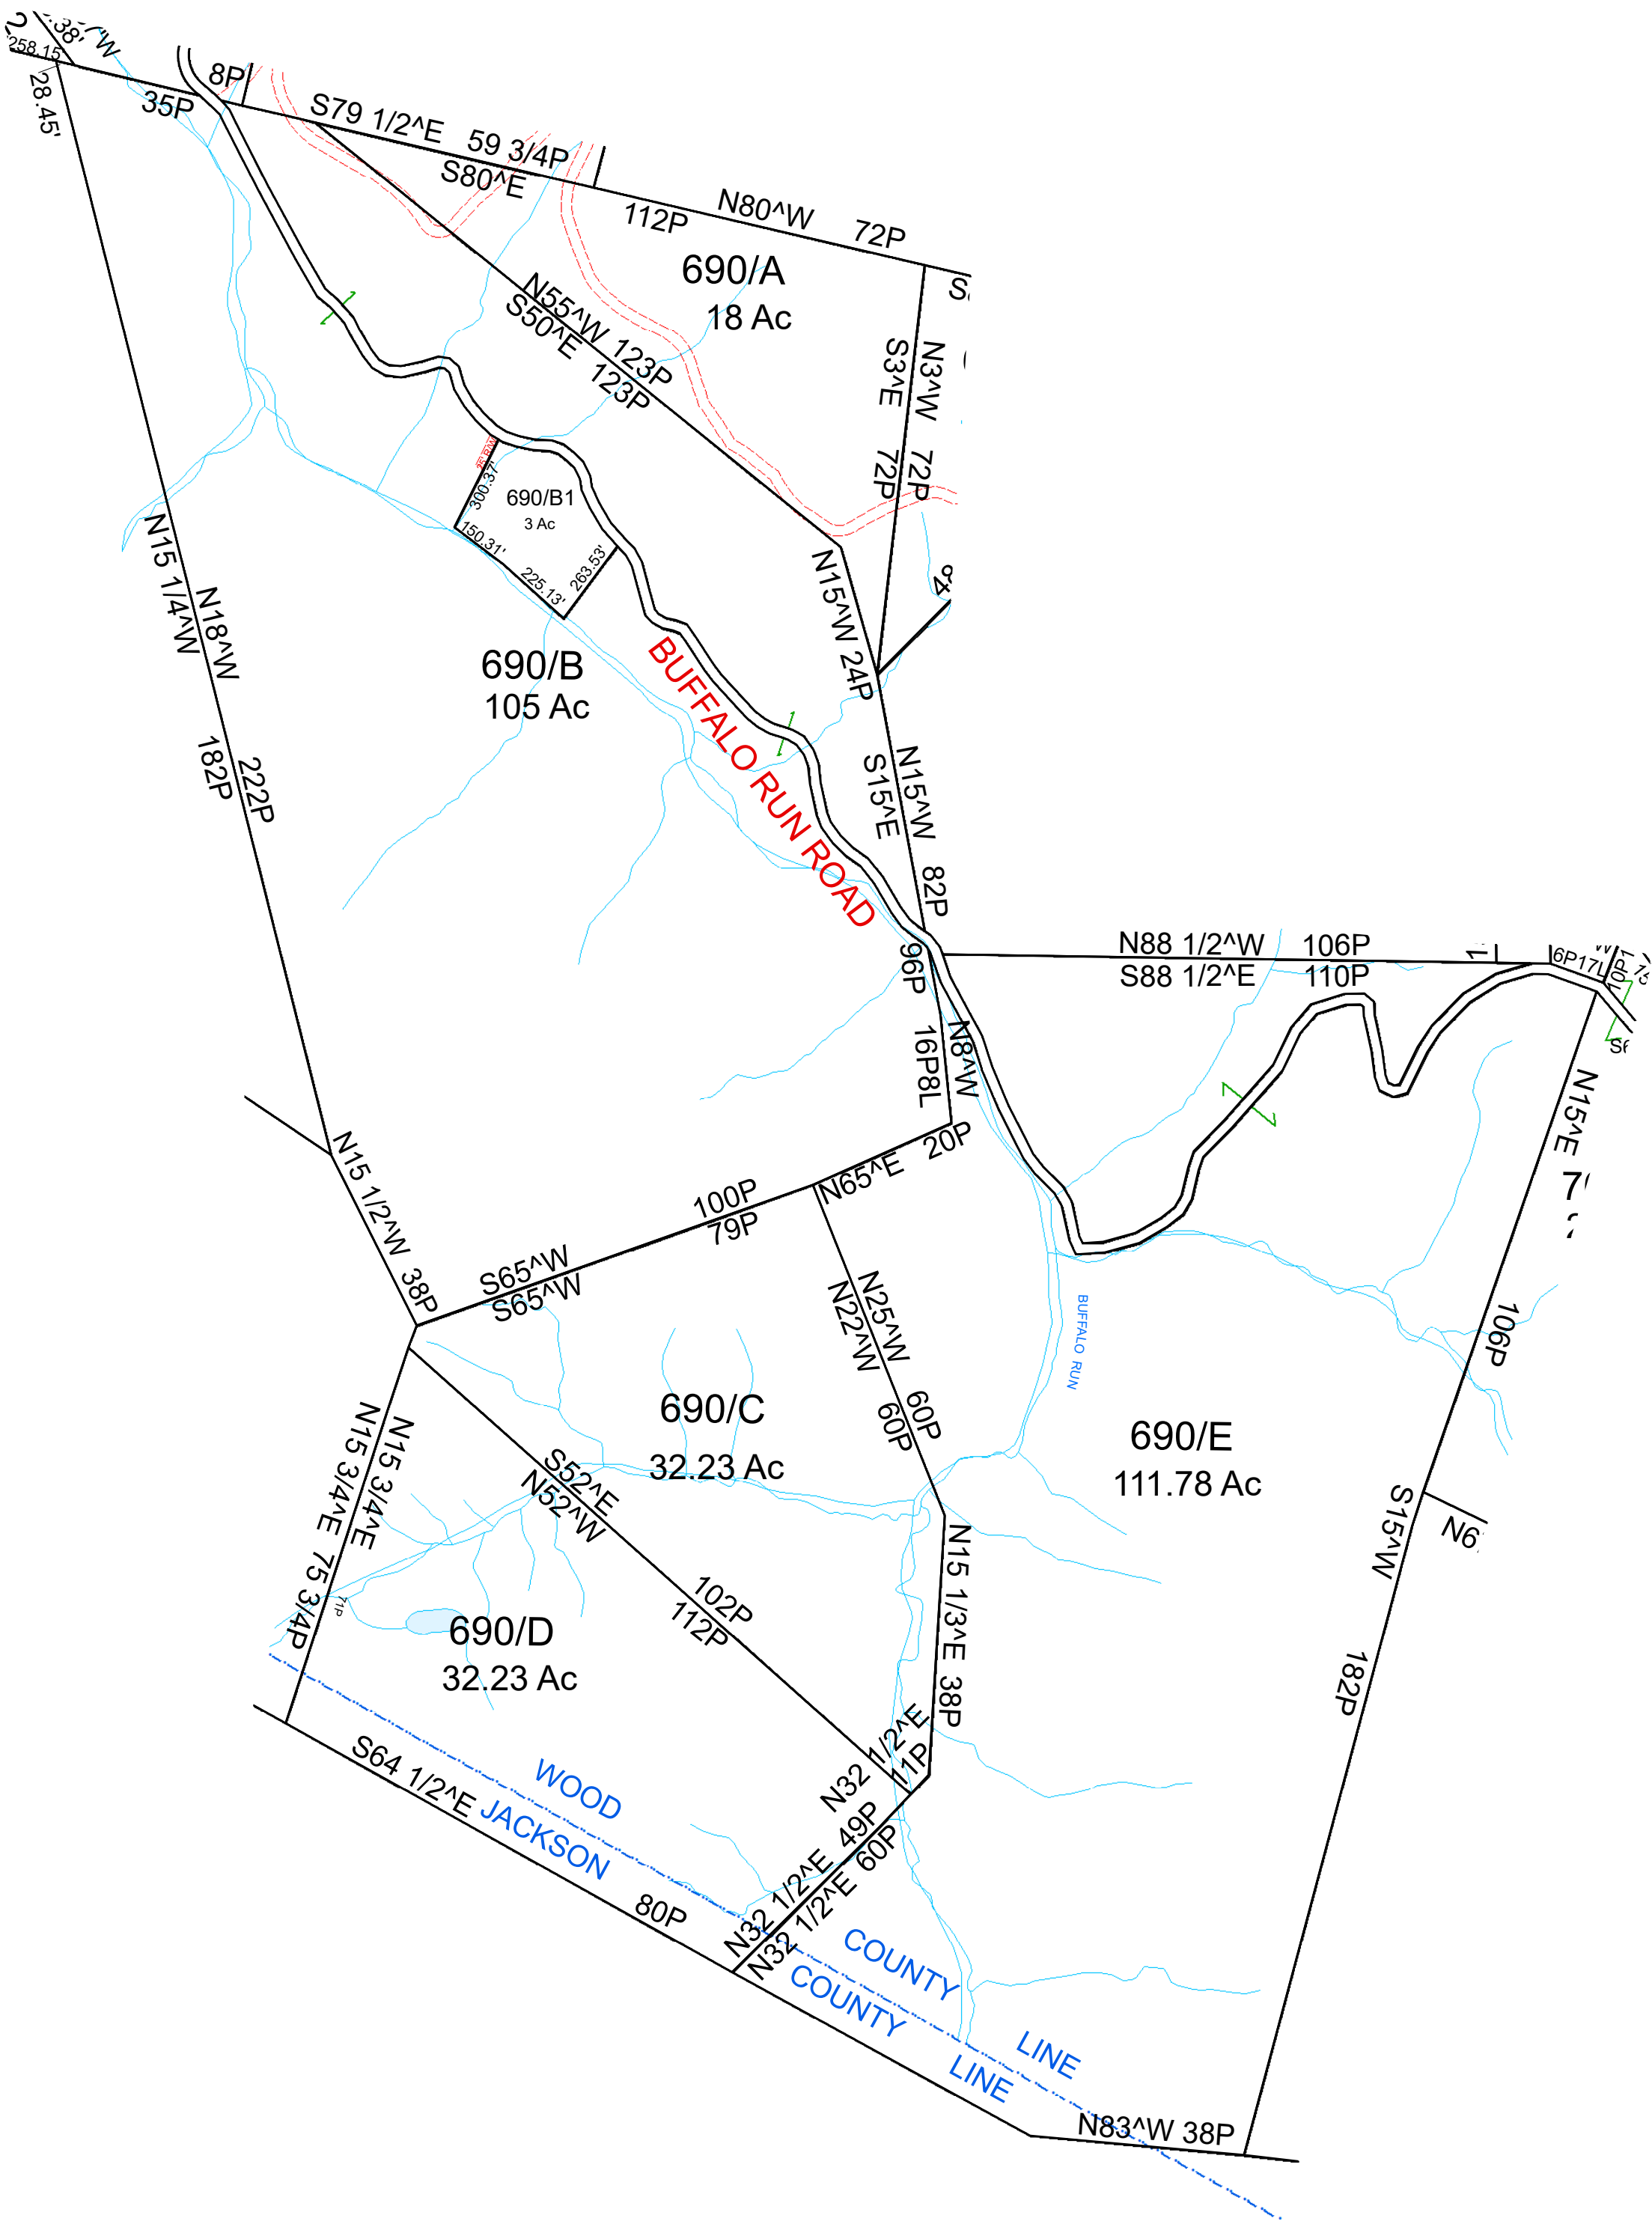 258.15'
28.45'
35P
8P
S79 1/2^E 59 3/4P
S80^E
112P
N80^W 72P
690/A
18 Ac
N55^W 123P
S50^E 123P
N3^W 72P
S3^E 72P
300.37'
690/B1
3 Ac
150.31'
225.13'
263.53'
N15 1/4^W 182P
N18^W 222P
690/B
105 Ac
N15^W 24P
BUFFALO RUN ROAD
N15^W 82P
S15^E 96P
N88 1/2^W 106P
S88 1/2^E 110P
6P17L
N8^W
16P8L
N65^E 20P
N15^E 106P
N15 1/2^W 38P
100P
79P
S65^W
S65^W
N25^W 60P
N22^W 60P
BUFFALO RUN
690/C
32.23 Ac
690/E
111.78 Ac
S52^E 102P
N52^W 112P
N15 3/4^E
N15 3/4^E 75 3/4P
71P
690/D
32.23 Ac
N15 1/3^E 38P
S15^W 182P
N32 1/2^E 11P
N32 1/2^E 49P
N32 1/2^E 60P
S64 1/2^E 80P
WOOD COUNTY LINE
JACKSON COUNTY LINE
N83^W 38P